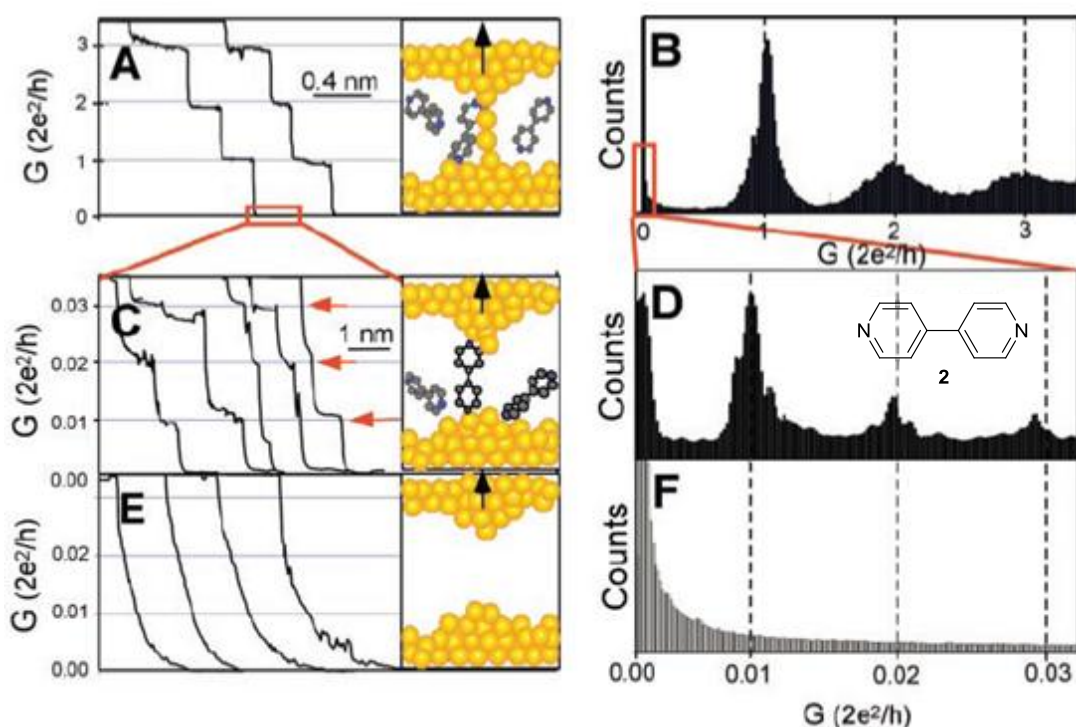 A
G (2e²/h)
3
2
1
0
0.4 nm
B
Counts
0
1
2
3
G (2e²/h)
C
G (2e²/h)
0.03
0.02
0.01
0.00
1 nm
D
Counts
N
N
2
E
G (2e²/h)
0.02
0.01
0.00
F
Counts
0.00
0.01
0.02
0.03
G (2e²/h)